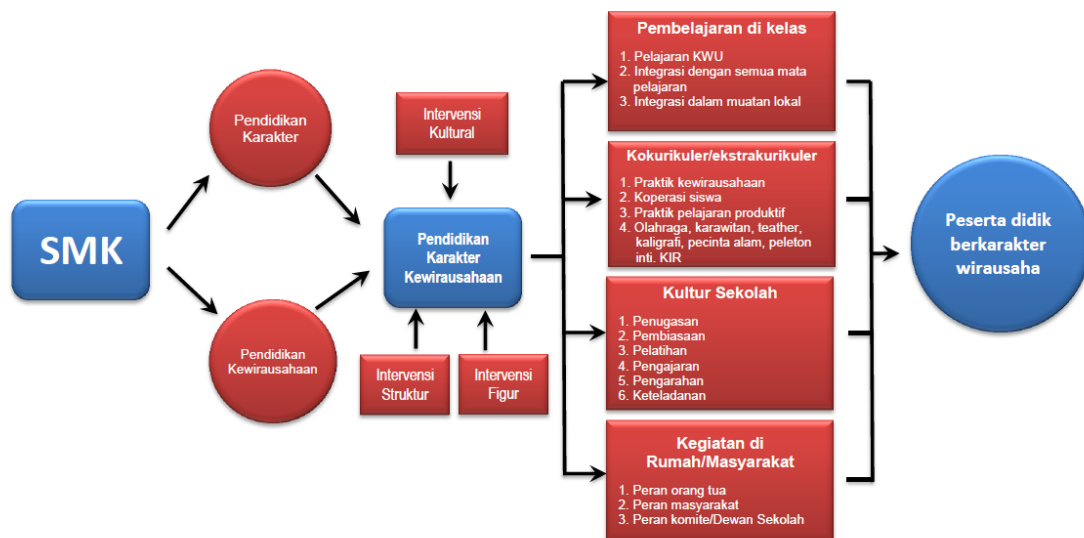 SMK
Pendidikan
Karakter
Pendidikan
Kewirausahaan
Intervensi
Kultural
Pendidikan
Karakter
Kewirausahaan
Intervensi
Struktur
Intervensi
Figur
Pembelajaran di kelas
1. Pelajaran KWU
2. Integrasi dengan semua mata
pelajaran
3. Integrasi dalam muatan lokal
Kokurikuler/ekstrakurikuler
1. Praktik kewirausahaan
2. Koperasi siswa
3. Praktik pelajaran produktif
4. Olahraga, karawitan, teather,
kaligrafi, pecinta alam, peleton
inti. KIR
Kultur Sekolah
1. Penugasan
2. Pembiasaan
3. Pelatihan
4. Pengajaran
5. Pengarahan
6. Keteladanan
Kegiatan di
Rumah/Masyarakat
1. Peran orang tua
2. Peran masyarakat
3. Peran komite/Dewan Sekolah
Peserta didik
berkarakter
wirausaha